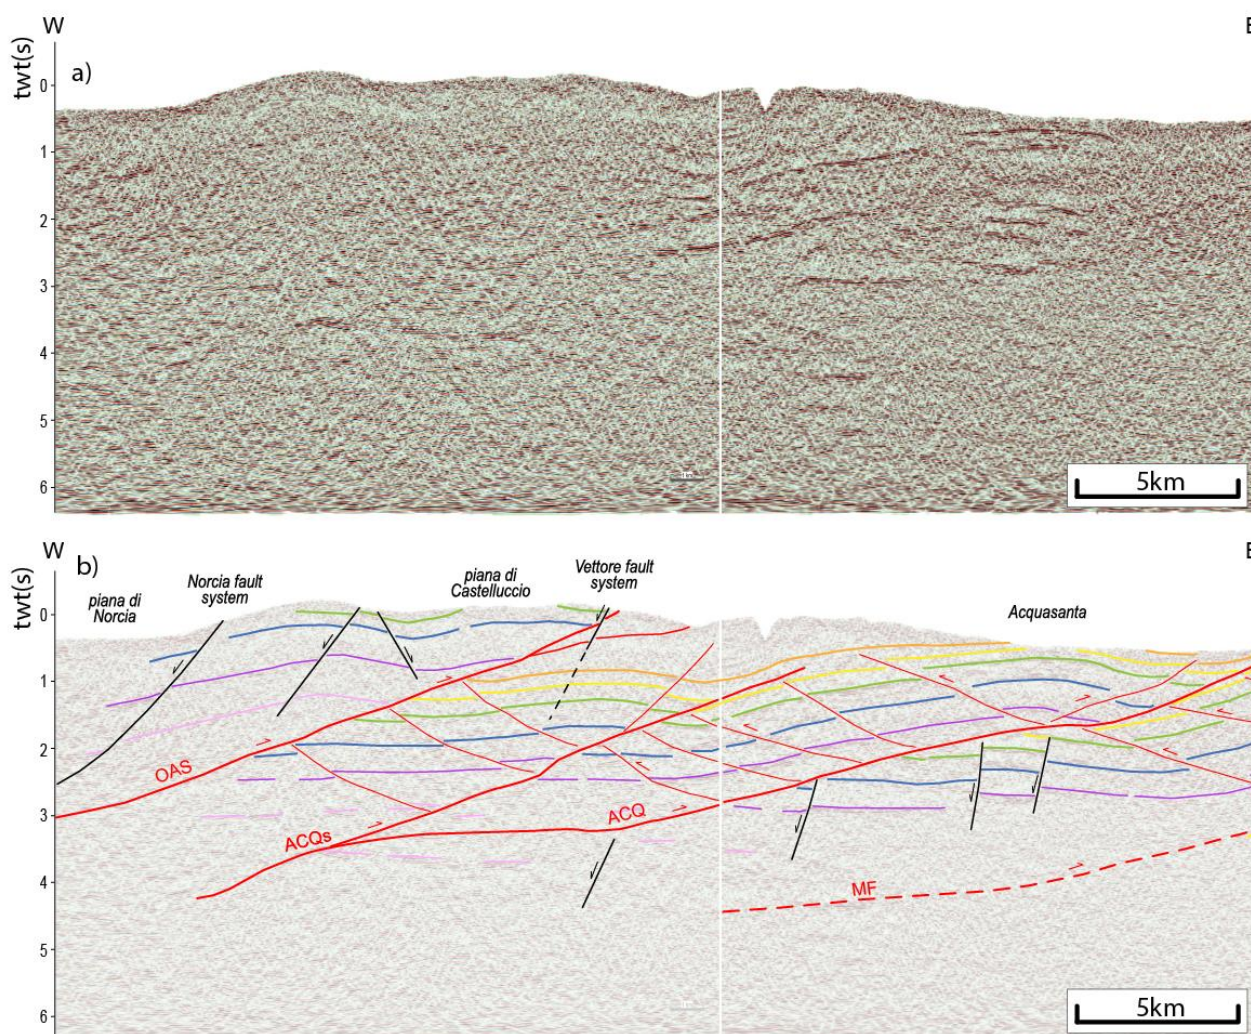 W
E
twt(s)
a)
0
1
2
3
4
5
6
5km
W
E
twt(s)
b)
piana di
Norcia
Norcia fault
system
piana di
Castelluccio
Vettore fault
system
Acquasanta
0
1
2
3
4
5
6
OAS
ACQs
ACQ
MF
5km